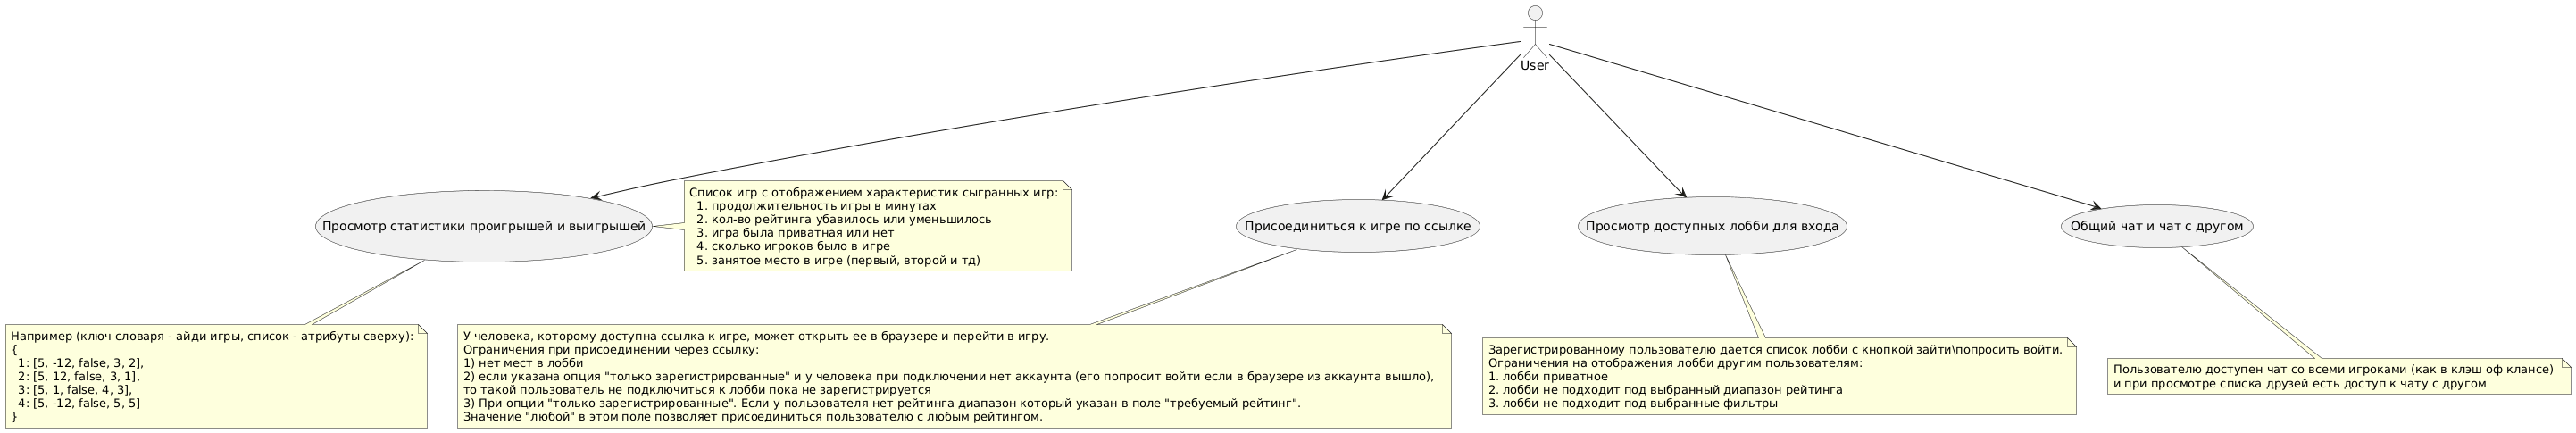 User
Просмотр статистики проигрышей и выигрышей
Список игр с отображением характеристик сыгранных игр:
1. продолжительность игры в минутах
2. кол-во рейтинга убавилось или уменьшилось
3. игра была приватная или нет
4. сколько игроков было в игре
5. занятое место в игре (первый, второй и тд)
Присоединиться к игре по ссылке
Просмотр доступных лобби для входа
Общий чат и чат с другом
Например (ключ словаря - айди игры, список - атрибуты сверху):
{
1: [5, -12, false, 3, 2],
2: [5, 12, false, 3, 1],
3: [5, 1, false, 4, 3],
4: [5, -12, false, 5, 5]
}
У человека, которому доступна ссылка к игре, может открыть ее в браузере и перейти в игру.
Ограничения при присоединении через ссылку:
1) нет мест в лобби
2) если указана опция "только зарегистрированные" и у человека при подключении нет аккаунта (его попросит войти если в браузере из аккаунта вышло),
то такой пользователь не подключиться к лобби пока не зарегистрируется
3) При опции "только зарегистрированные". Если у пользователя нет рейтинга диапазон который указан в поле "требуемый рейтинг".
Значение "любой" в этом поле позволяет присоединиться пользователю с любым рейтингом.
Зарегистрированному пользователю дается список лобби с кнопкой зайти\попросить войти.
Ограничения на отображения лобби другим пользователям:
1. лобби приватное
2. лобби не подходит под выбранный диапазон рейтинга
3. лобби не подходит под выбранные фильтры
Пользователю доступен чат со всеми игроками (как в клэш оф клансе)
и при просмотре списка друзей есть доступ к чату с другом